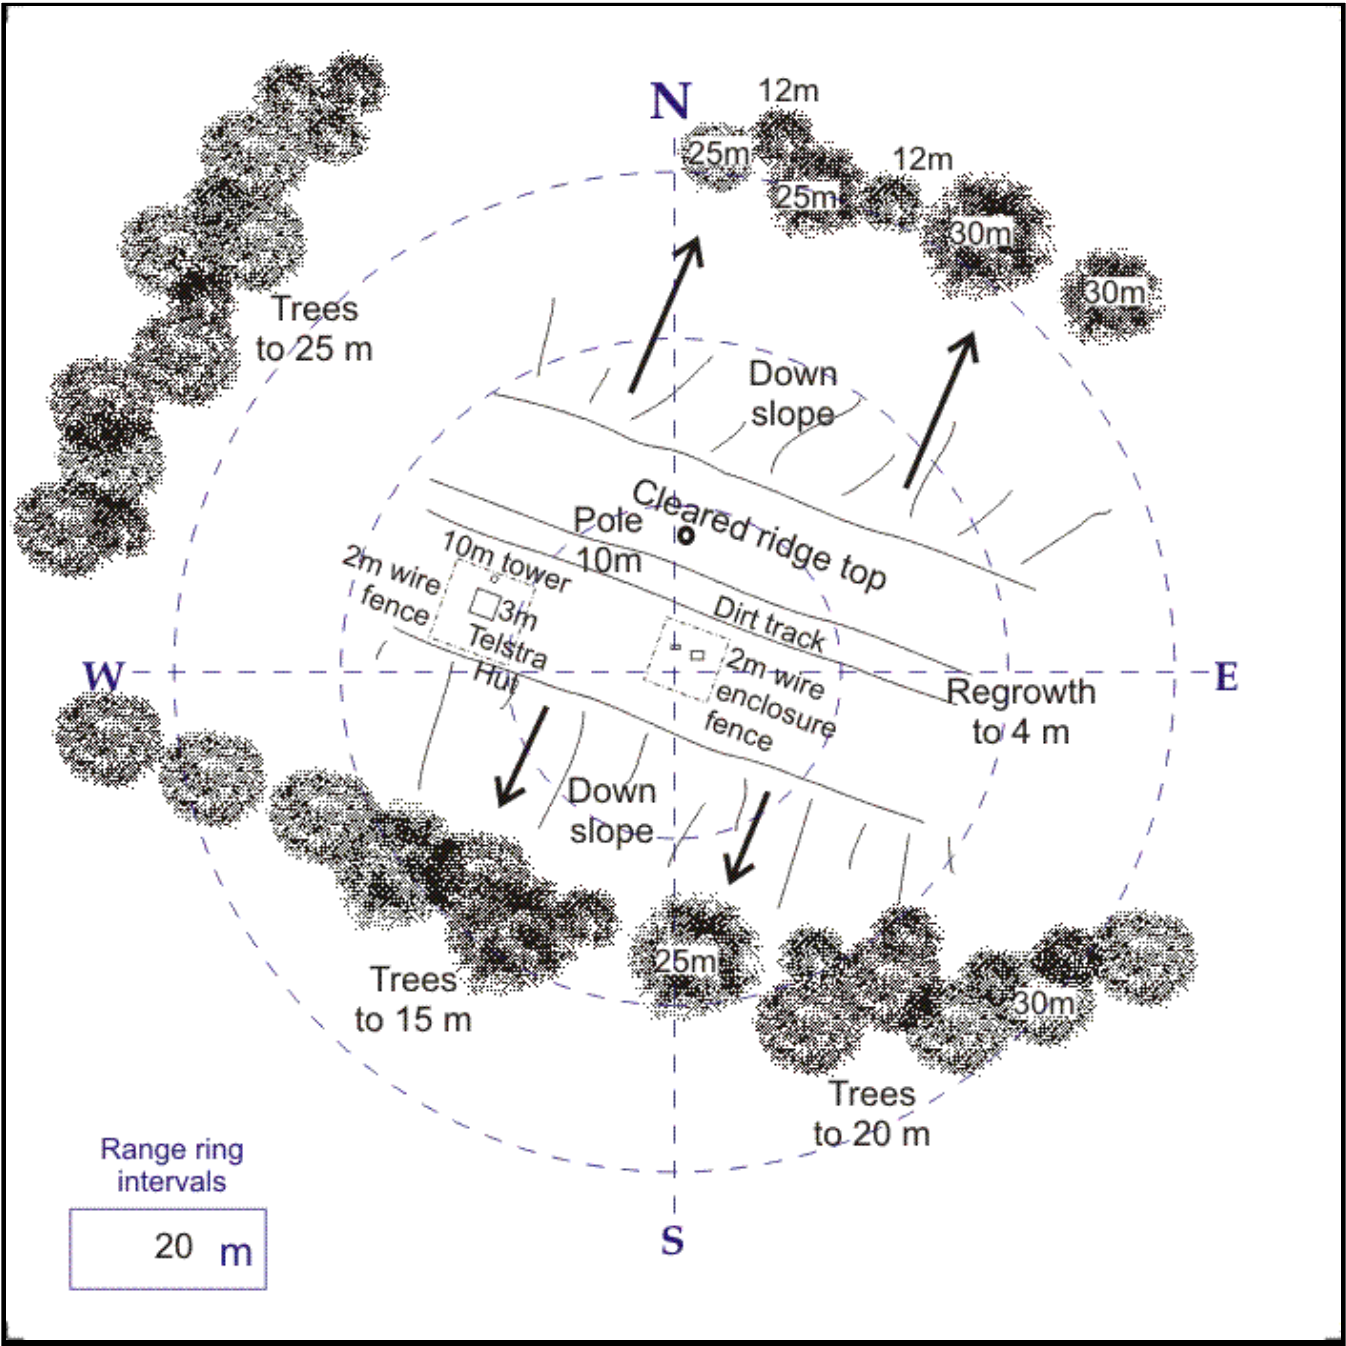 N
12m
25m
12m
25m
30m
30m
Trees
to 25 m
Down
slope
Cleared ridge top
Pole
10m
10m tower
2m wire
fence
3m
Telstra
Hut
Dirt track
2m wire
enclosure
fence
W
E
Regrowth
to 4 m
Down
slope
25m
Trees
to 15 m
30m
Trees
to 20 m
Range ring
intervals
20 m
S